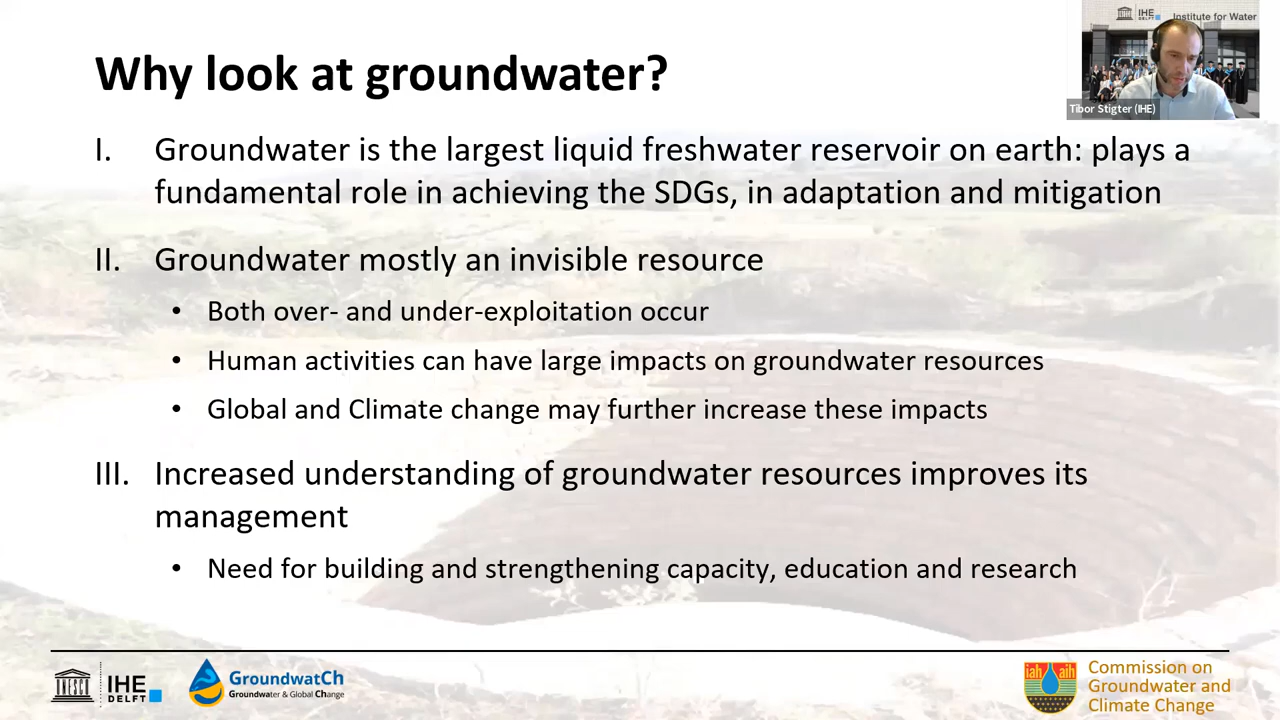 IHE
DELFT
Institute for Water
Tibor Stigter (IHE)
Why look at groundwater?
I. Groundwater is the largest liquid freshwater reservoir on earth: plays a
fundamental role in achieving the SDGs, in adaptation and mitigation
II. Groundwater mostly an invisible resource
• Both over- and under-exploitation occur
• Human activities can have large impacts on groundwater resources
• Global and Climate change may further increase these impacts
III. Increased understanding of groundwater resources improves its
management
• Need for building and strengthening capacity, education and research
UNESCO
IHE
DELFT
GroundwatCh
Groundwater & Global Change
iah aih
Commission on
Groundwater and
Climate Change